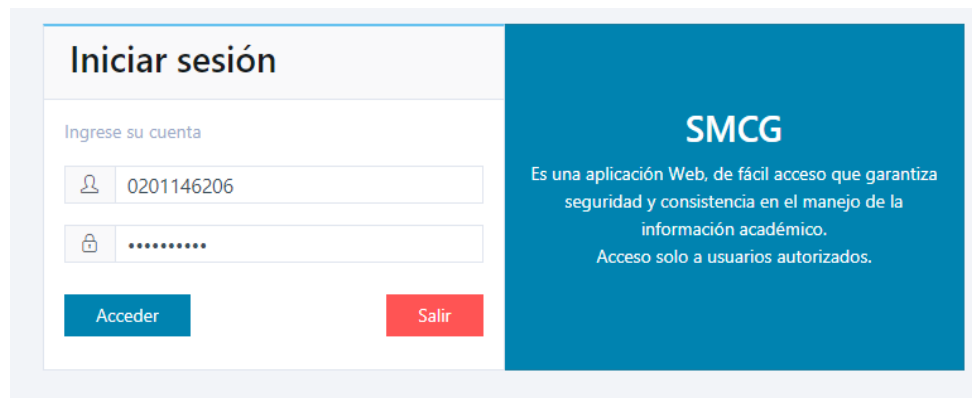 Iniciar sesión
Ingrese su cuenta
0201146206
••••••••••
Acceder
Salir
SMCG
Es una aplicación Web, de fácil acceso que garantiza
seguridad y consistencia en el manejo de la
información académico.
Acceso solo a usuarios autorizados.